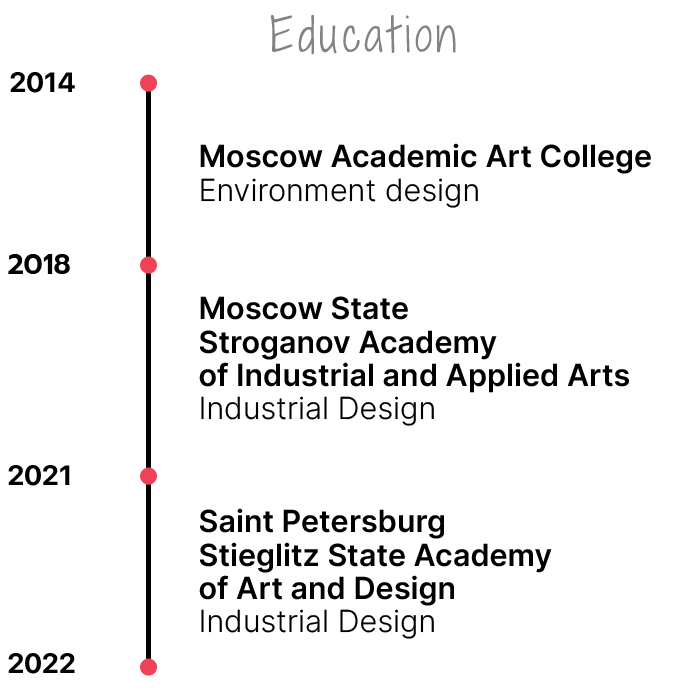 Education
2014
Moscow Academic Art College
Environment design
2018
Moscow State
Stroganov Academy
of Industrial and Applied Arts
Industrial Design
2021
Saint Petersburg
Stieglitz State Academy
of Art and Design
Industrial Design
2022